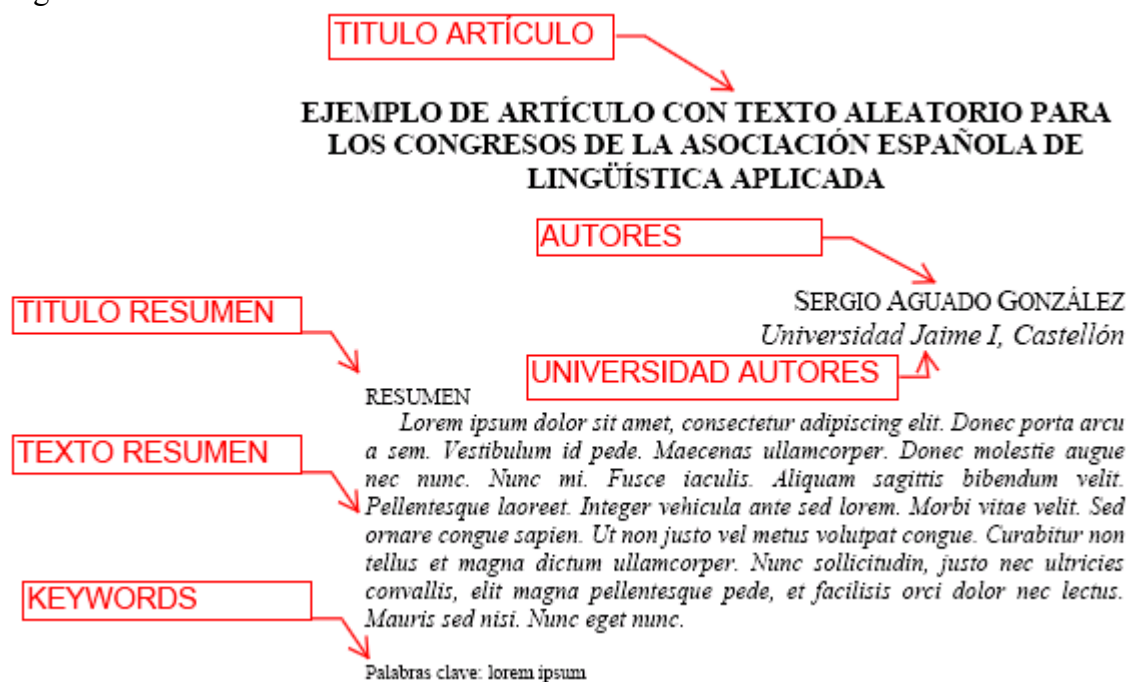 TITULO ARTÍCULO
EJEMPLO DE ARTÍCULO CON TEXTO ALEATORIO PARA
LOS CONGRESOS DE LA ASOCIACIÓN ESPAÑOLA DE
LINGÜÍSTICA APLICADA
AUTORES
SERGIO AGUADO GONZÁLEZ
TITULO RESUMEN
Universidad Jaime I, Castellón
UNIVERSIDAD AUTORES
RESUMEN
Lorem ipsum dolor sit amet, consectetur adipiscing elit. Donec porta arcu
TEXTO RESUMEN
a sem. Vestibulum id pede. Maecenas ullamcorper. Donec molestie augue
nec nunc. Nunc mi. Fusce iaculis. Aliquam sagittis bibendum velit.
Pellentesque laoreet. Integer vehicula ante sed lorem. Morbi vitae velit. Sed
ornare congue sapien. Ut non justo vel metus volutpat congue. Curabitur non
tellus et magna dictum ullamcorper. Nunc sollicitudin, justo nec ultricies
KEYWORDS
convallis, elit magna pellentesque pede, et facilisis orci dolor nec lectus.
Mauris sed nisi. Nunc eget nunc.
Palabras clave: lorem ipsum